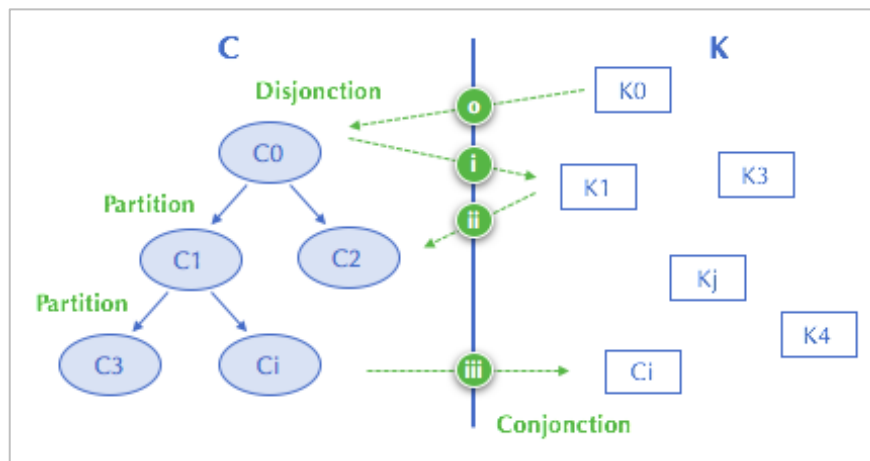 C K
K0
Disjonction
o
C0
i
K3
K1
Partition
ii
C1 C2
Kj
Partition
K4
C3 Ci
iii
Ci
Conjonction